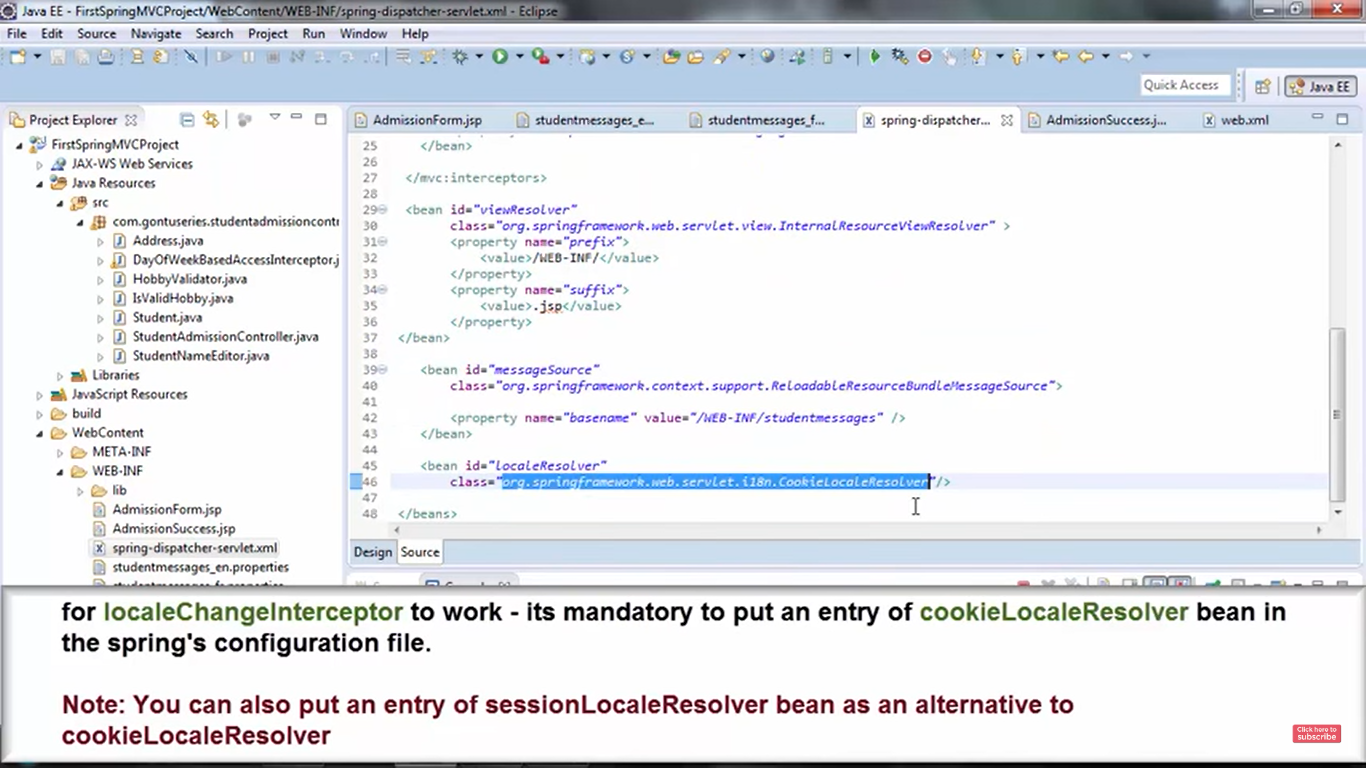 Java EE - FirstSpringMVCProject/WebContent/WEB-INF/spring-dispatcher-servlet.xml - Eclipse
File Edit Source Navigate Search Project Run Window Help
Quick Access
Java EE
Project Explorer
FirstSpringMVCProject
JAX-WS Web Services
Java Resources
src
com.gontuseries.studentadmissioncontr
Address.java
DayOfWeekBasedAccessInterceptor.j
HobbyValidator.java
IsValidHobby.java
Student.java
StudentAdmissionController.java
StudentNameEditor.java
Libraries
JavaScript Resources
build
WebContent
META-INF
WEB-INF
lib
AdmissionForm.jsp
AdmissionSuccess.jsp
spring-dispatcher-servlet.xml
studentmessages_en.properties
AdmissionForm.jsp studentmessages_e... studentmessages_f... spring-dispatcher... AdmissionSuccess.j... web.xml
25 </bean>
26
27 </mvc:interceptors>
28
29 <bean id="viewResolver"
30 class="org.springframework.web.servlet.view.InternalResourceViewResolver" >
31 <property name="prefix">
32 <value>/WEB-INF/</value>
33 </property>
34 <property name="suffix">
35 <value>.jsp</value>
36 </property>
37 </bean>
38
39 <bean id="messageSource"
40 class="org.springframework.context.support.ReloadableResourceBundleMessageSource">
41
42 <property name="basename" value="/WEB-INF/studentmessages" />
43 </bean>
44
45 <bean id="localeResolver"
46 class="org.springframework.web.servlet.i18n.CookieLocaleResolver"/>
47
48 </beans>
Design Source
for localeChangeInterceptor to work - its mandatory to put an entry of cookieLocaleResolver bean in
the spring's configuration file.
Note: You can also put an entry of sessionLocaleResolver bean as an alternative to
cookieLocaleResolver
Click here to
subscribe